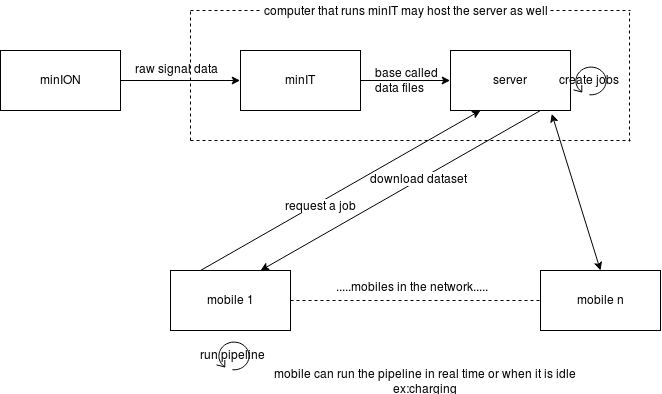 computer that runs minIT may host the server as well
minION
raw signal data
minIT
base called
data files
server
create jobs
download dataset
request a job
mobile 1
.....mobiles in the network.....
mobile n
run pipeline
mobile can run the pipeline in real time or when it is idle
ex:charging